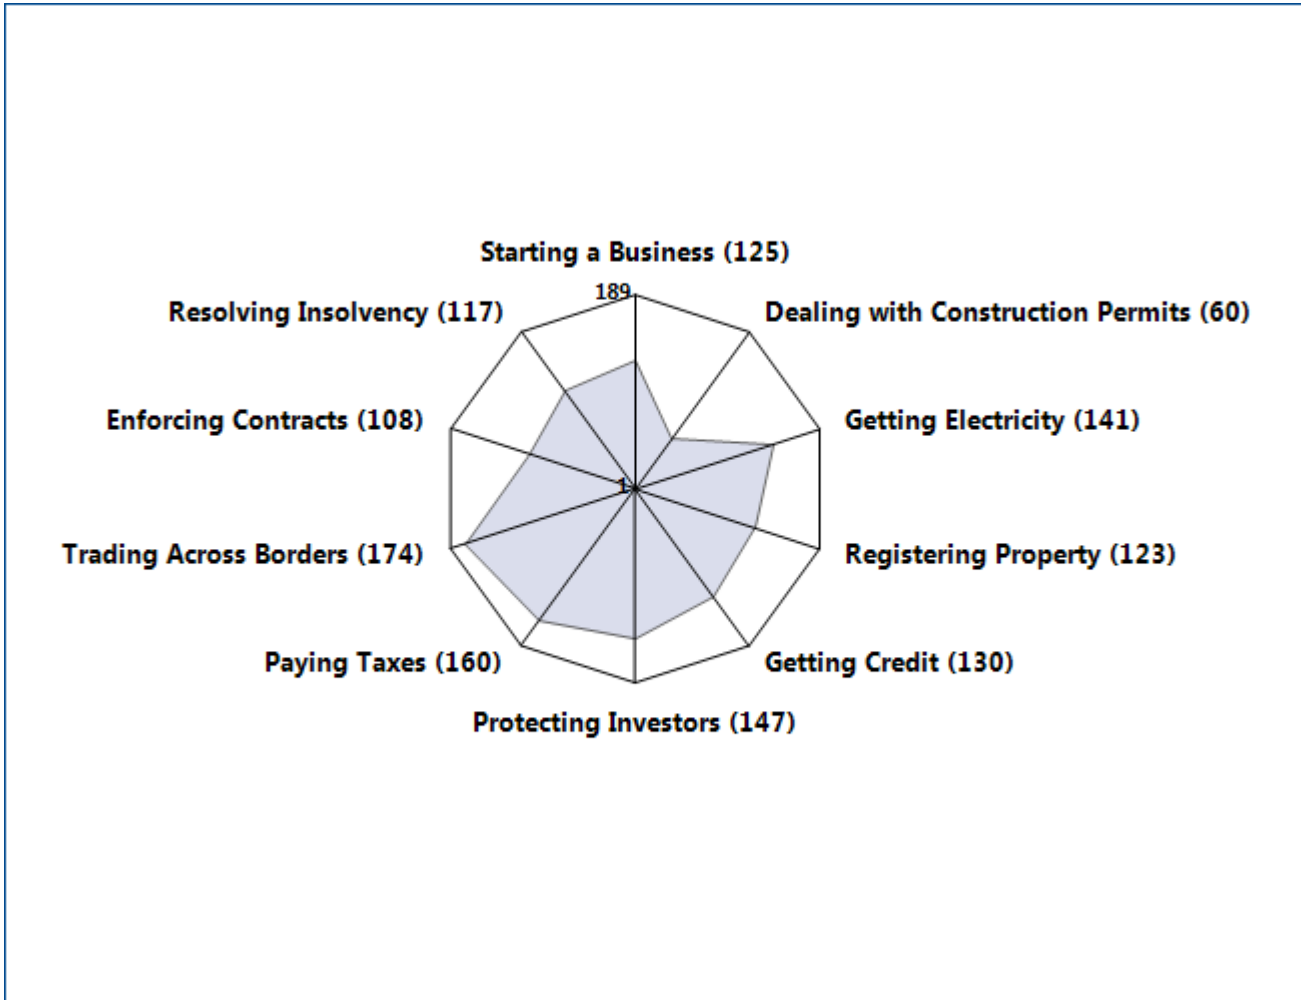 Starting a Business (125)
189
Resolving Insolvency (117)
Dealing with Construction Permits (60)
Enforcing Contracts (108)
Getting Electricity (141)
1
Trading Across Borders (174)
Registering Property (123)
Paying Taxes (160)
Getting Credit (130)
Protecting Investors (147)